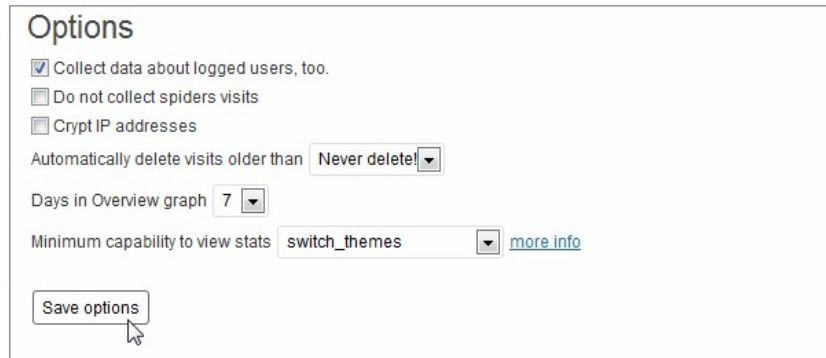 Options
Collect data about logged users, too.
Do not collect spiders visits
Crypt IP addresses
Automatically delete visits older than Never delete!
Days in Overview graph 7
Minimum capability to view stats switch_themes more info
Save options